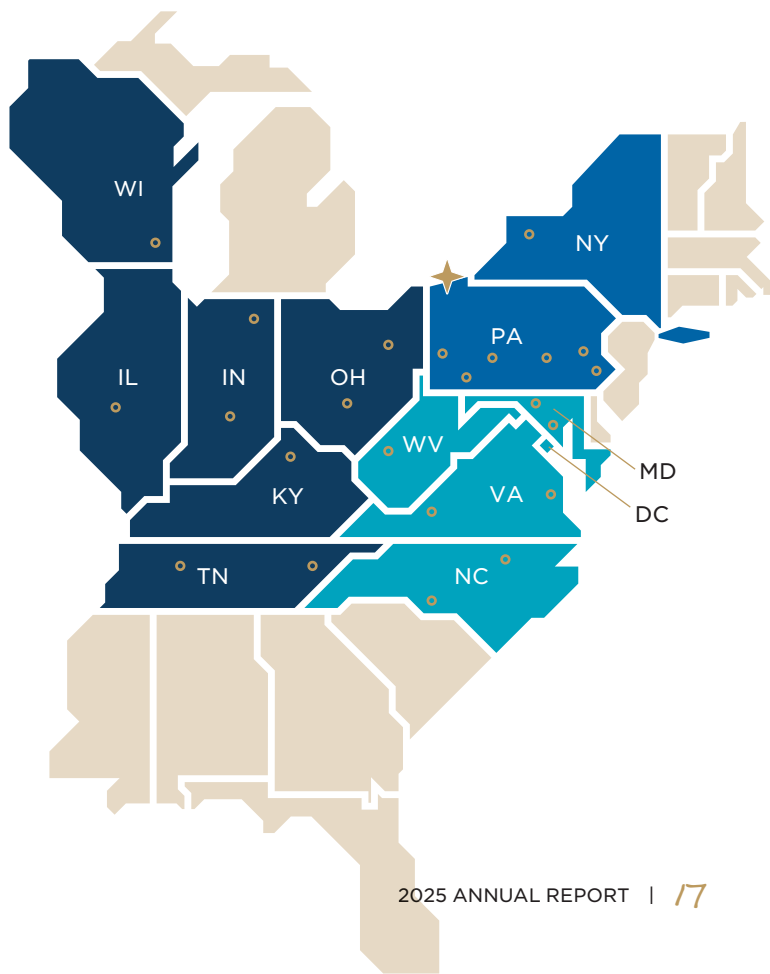 WI
NY
PA
IL
IN
OH
WV
MD
KY
VA
DC
TN
NC
2025 ANNUAL REPORT | 17